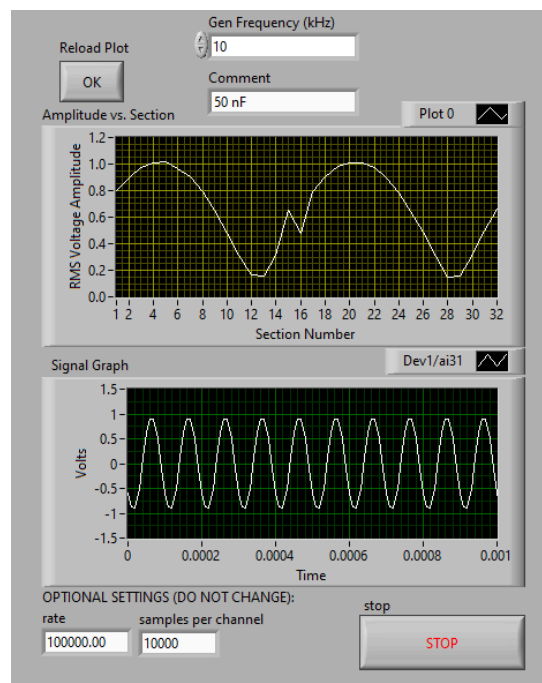 Gen Frequency (kHz)
10
Reload Plot
OK
Comment
50 nF
Amplitude vs. Section
Plot 0
RMS Voltage Amplitude
1.2
1.0
0.8
0.6
0.4
0.2
0.0
1 2 4 6 8 10 12 14 16 18 20 22 24 26 28 30 32
Section Number
Signal Graph
Dev1/ai31
Volts
1.5
1
0.5
0
-0.5
-1
-1.5
0 0.0002 0.0004 0.0006 0.0008 0.001
Time
OPTIONAL SETTINGS (DO NOT CHANGE):
rate
samples per channel
100000.00
10000
stop
STOP